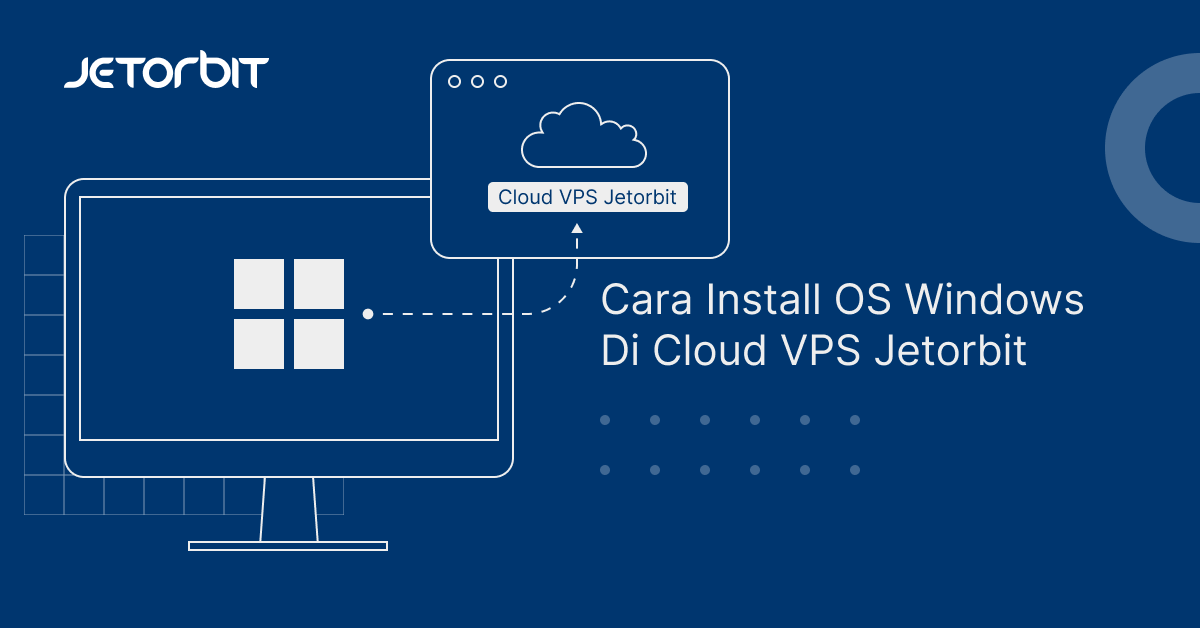 JETORBIT
Cloud VPS Jetorbit
Cara Install OS Windows
Di Cloud VPS Jetorbit